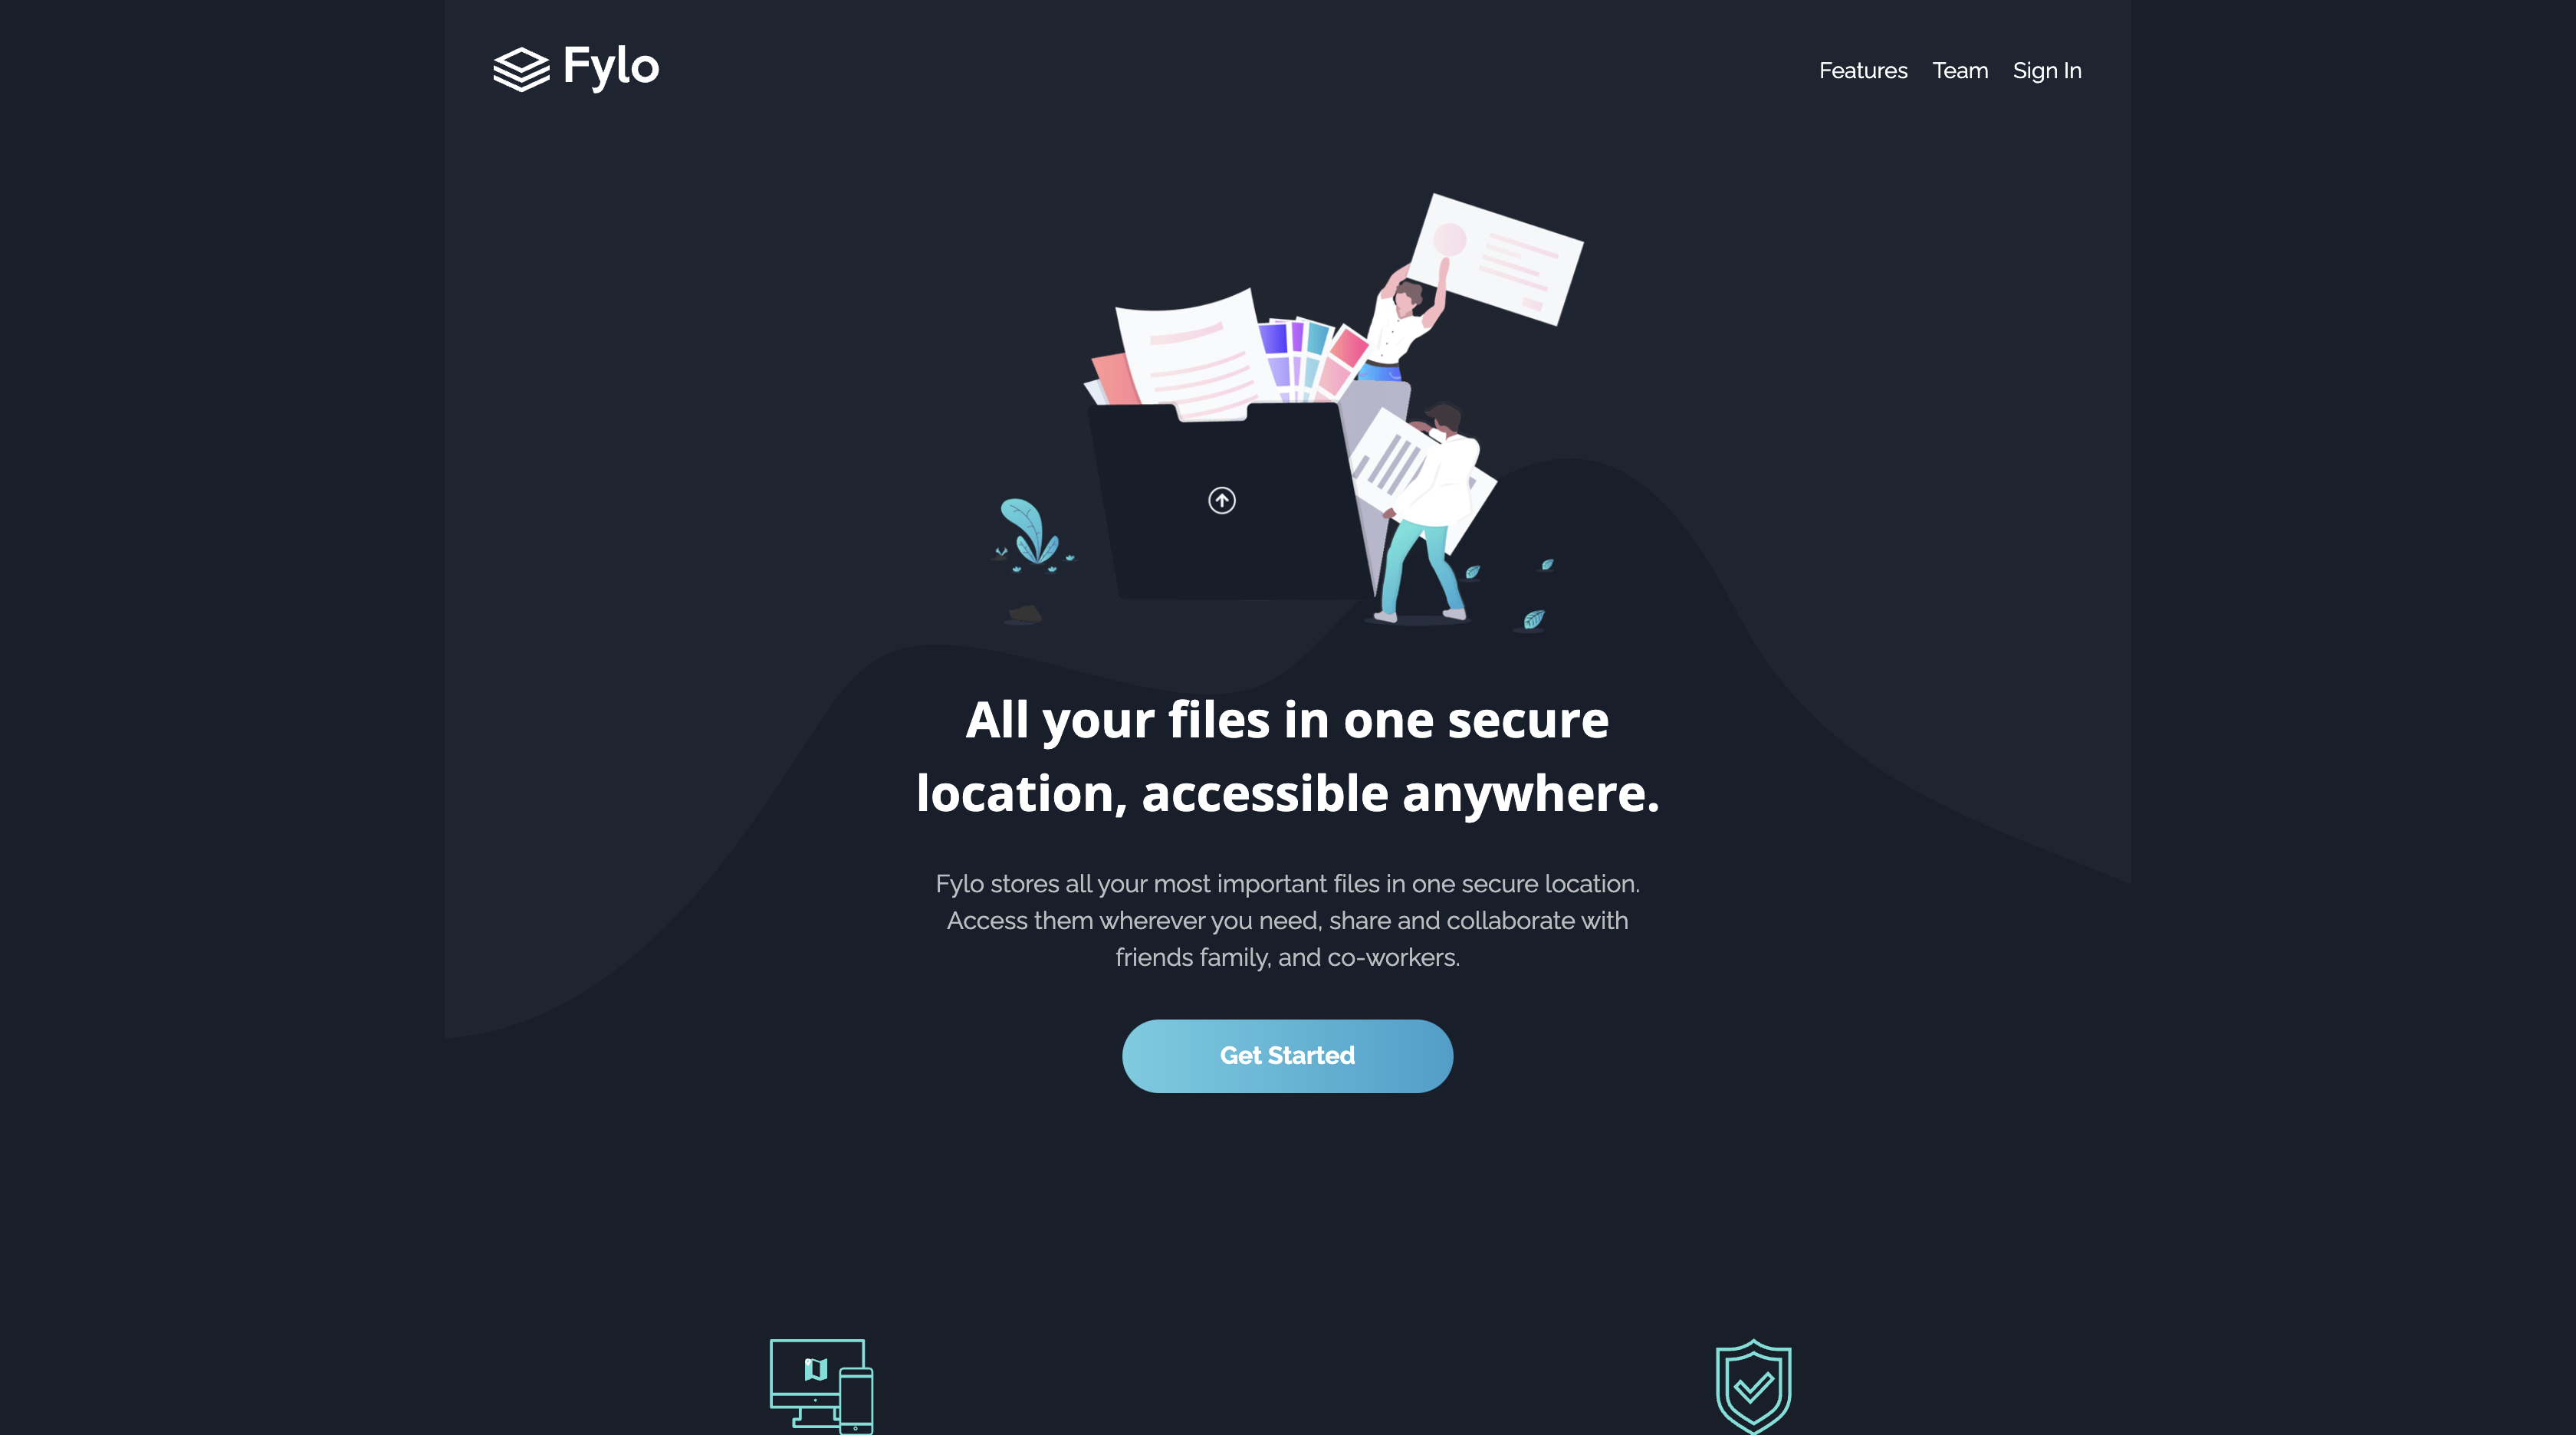 Fylo
Features Team Sign In
All your files in one secure
location, accessible anywhere.
Fylo stores all your most important files in one secure location.
Access them wherever you need, share and collaborate with
friends family, and co-workers.
Get Started